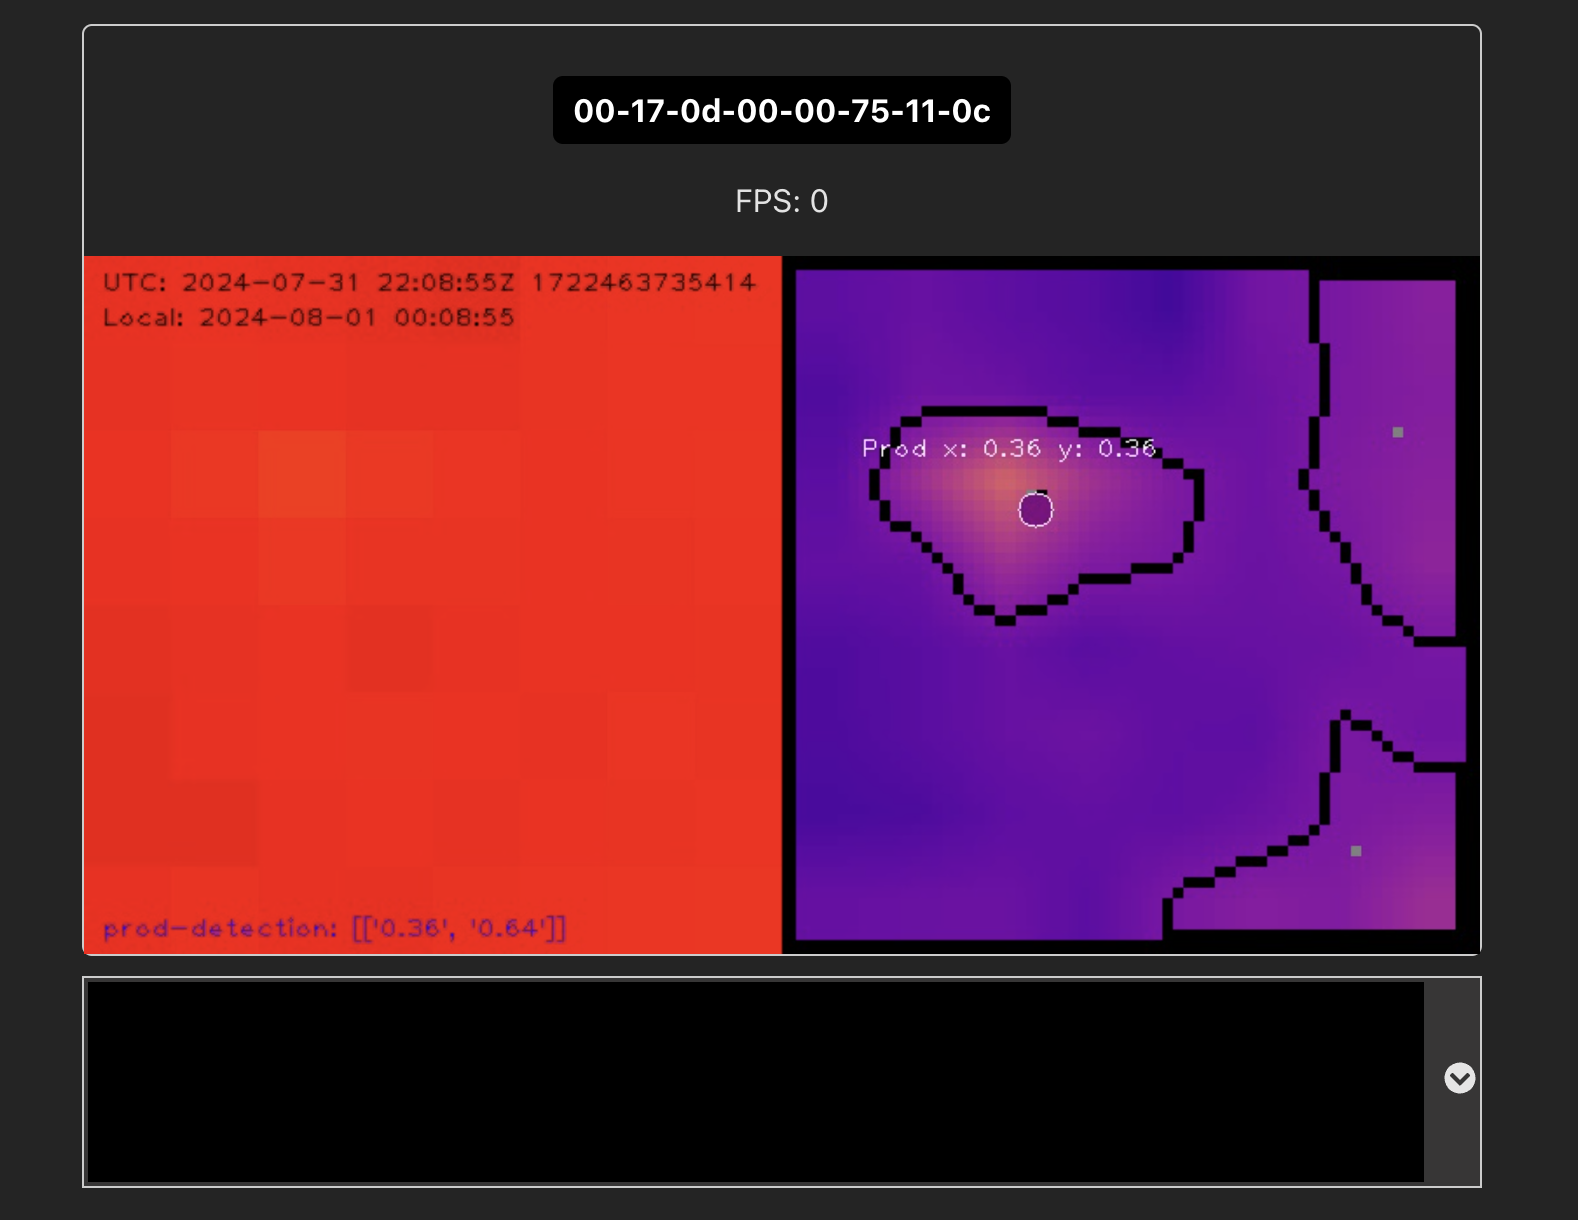 00-17-0d-00-00-75-11-0c
FPS: 0
UTC: 2024-07-31 22:08:55Z 1722463735414
Local: 2024-08-01 00:08:55
Prod x: 0.36 y: 0.36
prod-detection: [['0.36', '0.64']]